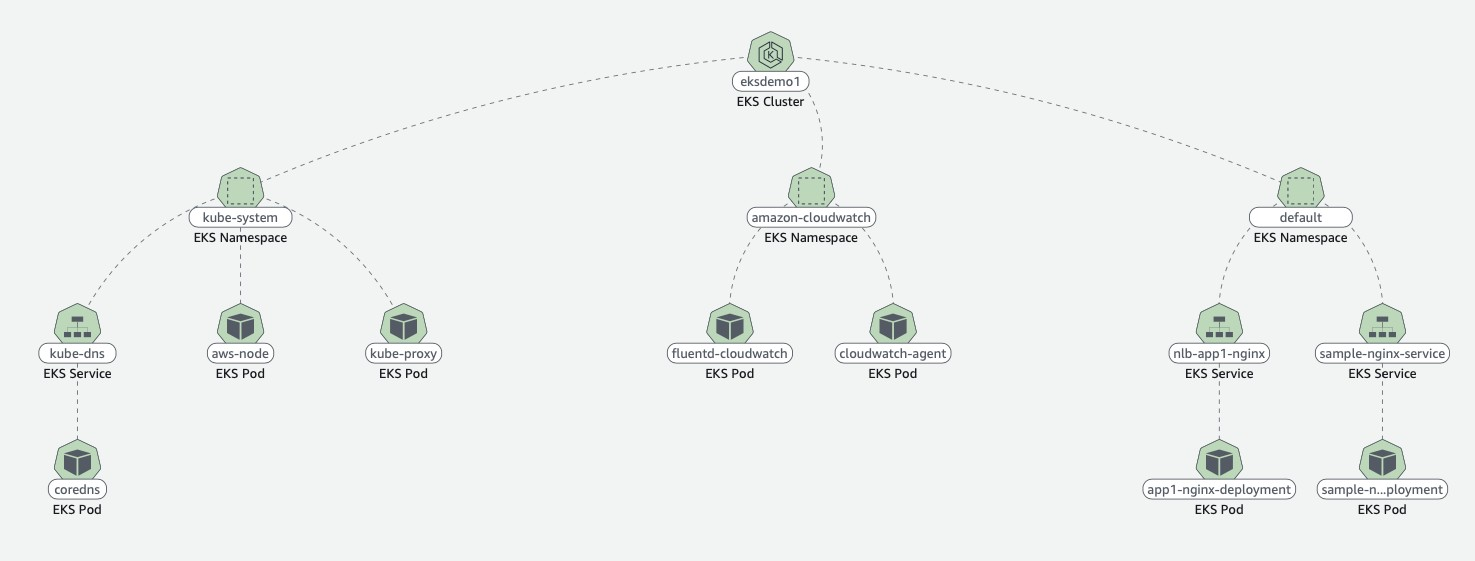 eksdemo1
EKS Cluster
kube-system
EKS Namespace
amazon-cloudwatch
EKS Namespace
default
EKS Namespace
kube-dns
EKS Service
aws-node
EKS Pod
kube-proxy
EKS Pod
fluentd-cloudwatch
EKS Pod
cloudwatch-agent
EKS Pod
nlb-app1-nginx
EKS Service
sample-nginx-service
EKS Service
coredns
EKS Pod
app1-nginx-deployment
EKS Pod
sample-n...ployment
EKS Pod